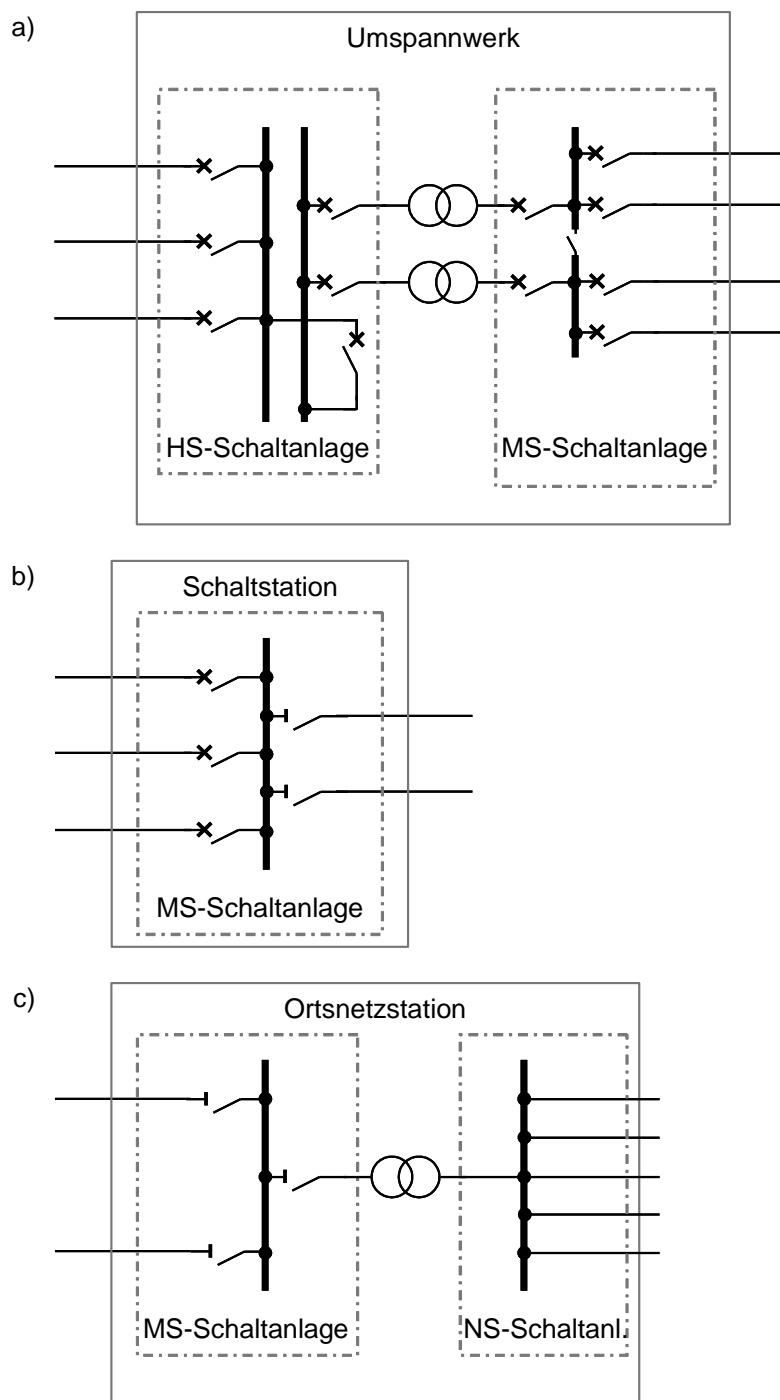 a)
Umspannwerk
HS-Schaltanlage
MS-Schaltanlage
b)
Schaltstation
MS-Schaltanlage
c)
Ortsnetzstation
MS-Schaltanlage
NS-Schaltanl.